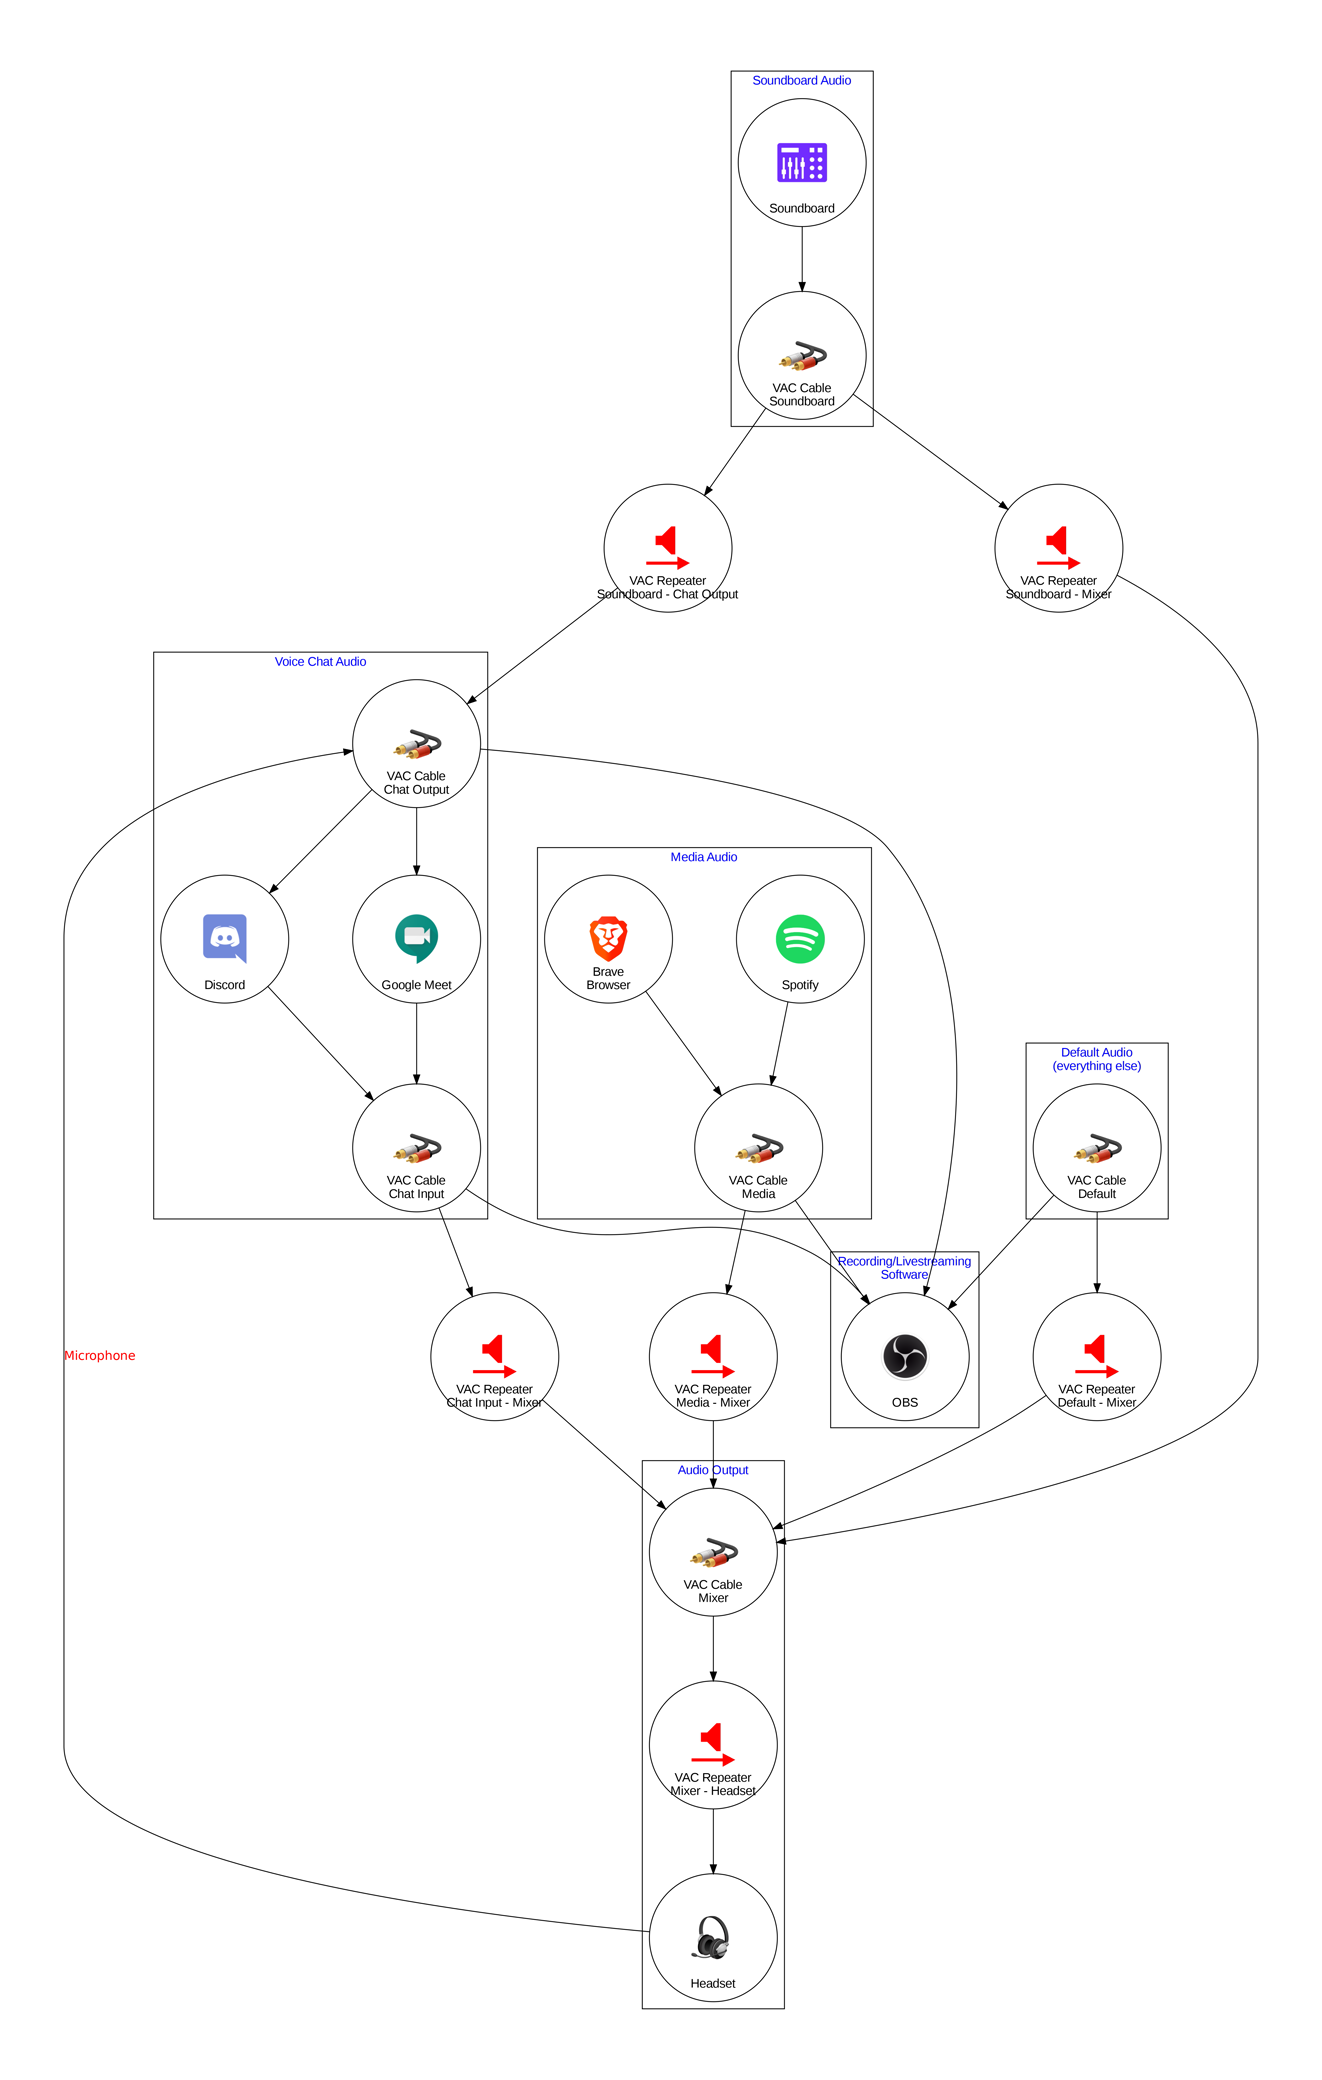 Soundboard Audio
Soundboard
VAC Cable
Soundboard
VAC Repeater
Soundboard - Chat Output
VAC Repeater
Soundboard - Mixer
Voice Chat Audio
VAC Cable
Chat Output
Discord
Google Meet
VAC Cable
Chat Input
Media Audio
Brave
Browser
Spotify
VAC Cable
Media
Default Audio
(everything else)
VAC Cable
Default
Recording/Livestreaming
Software
OBS
Microphone
VAC Repeater
Chat Input - Mixer
VAC Repeater
Media - Mixer
VAC Repeater
Default - Mixer
Audio Output
VAC Cable
Mixer
VAC Repeater
Mixer - Headset
Headset